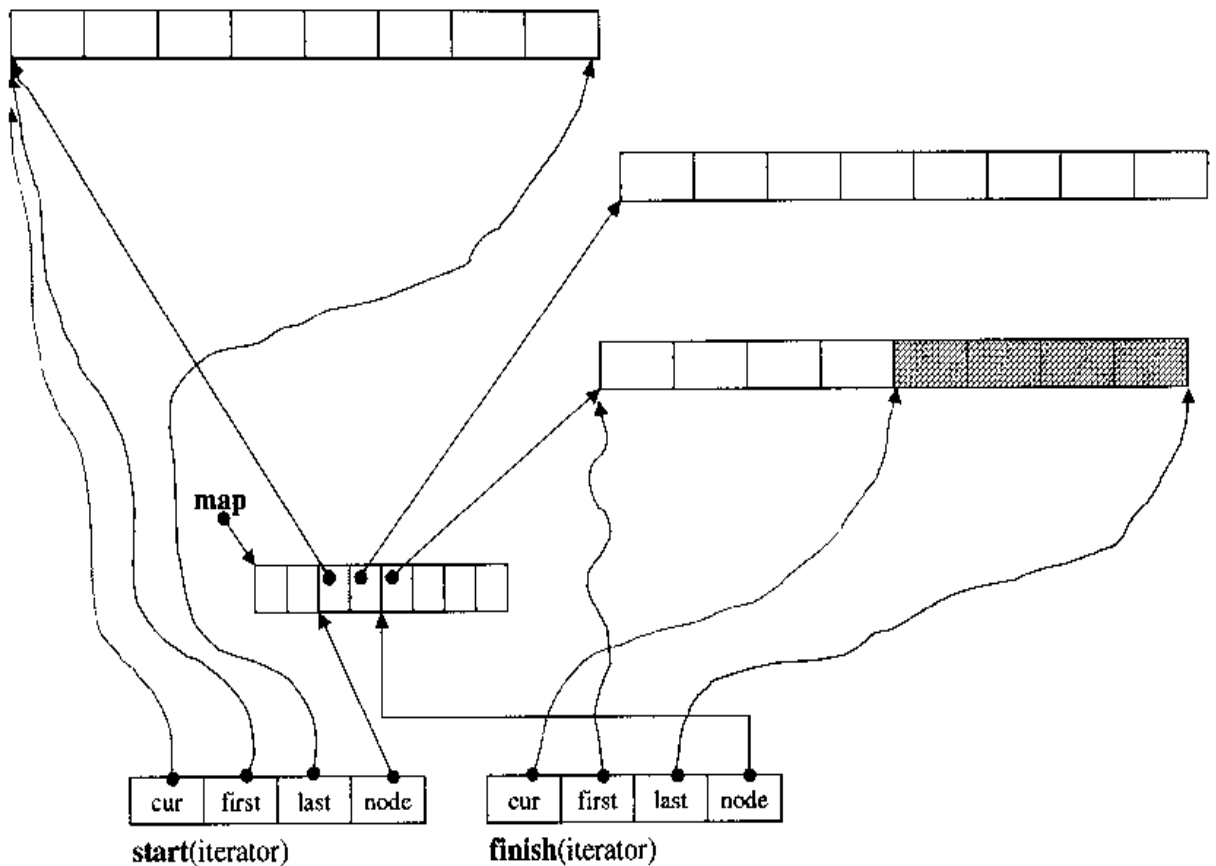 map
cur first last node
cur first last node
start(iterator)
finish(iterator)